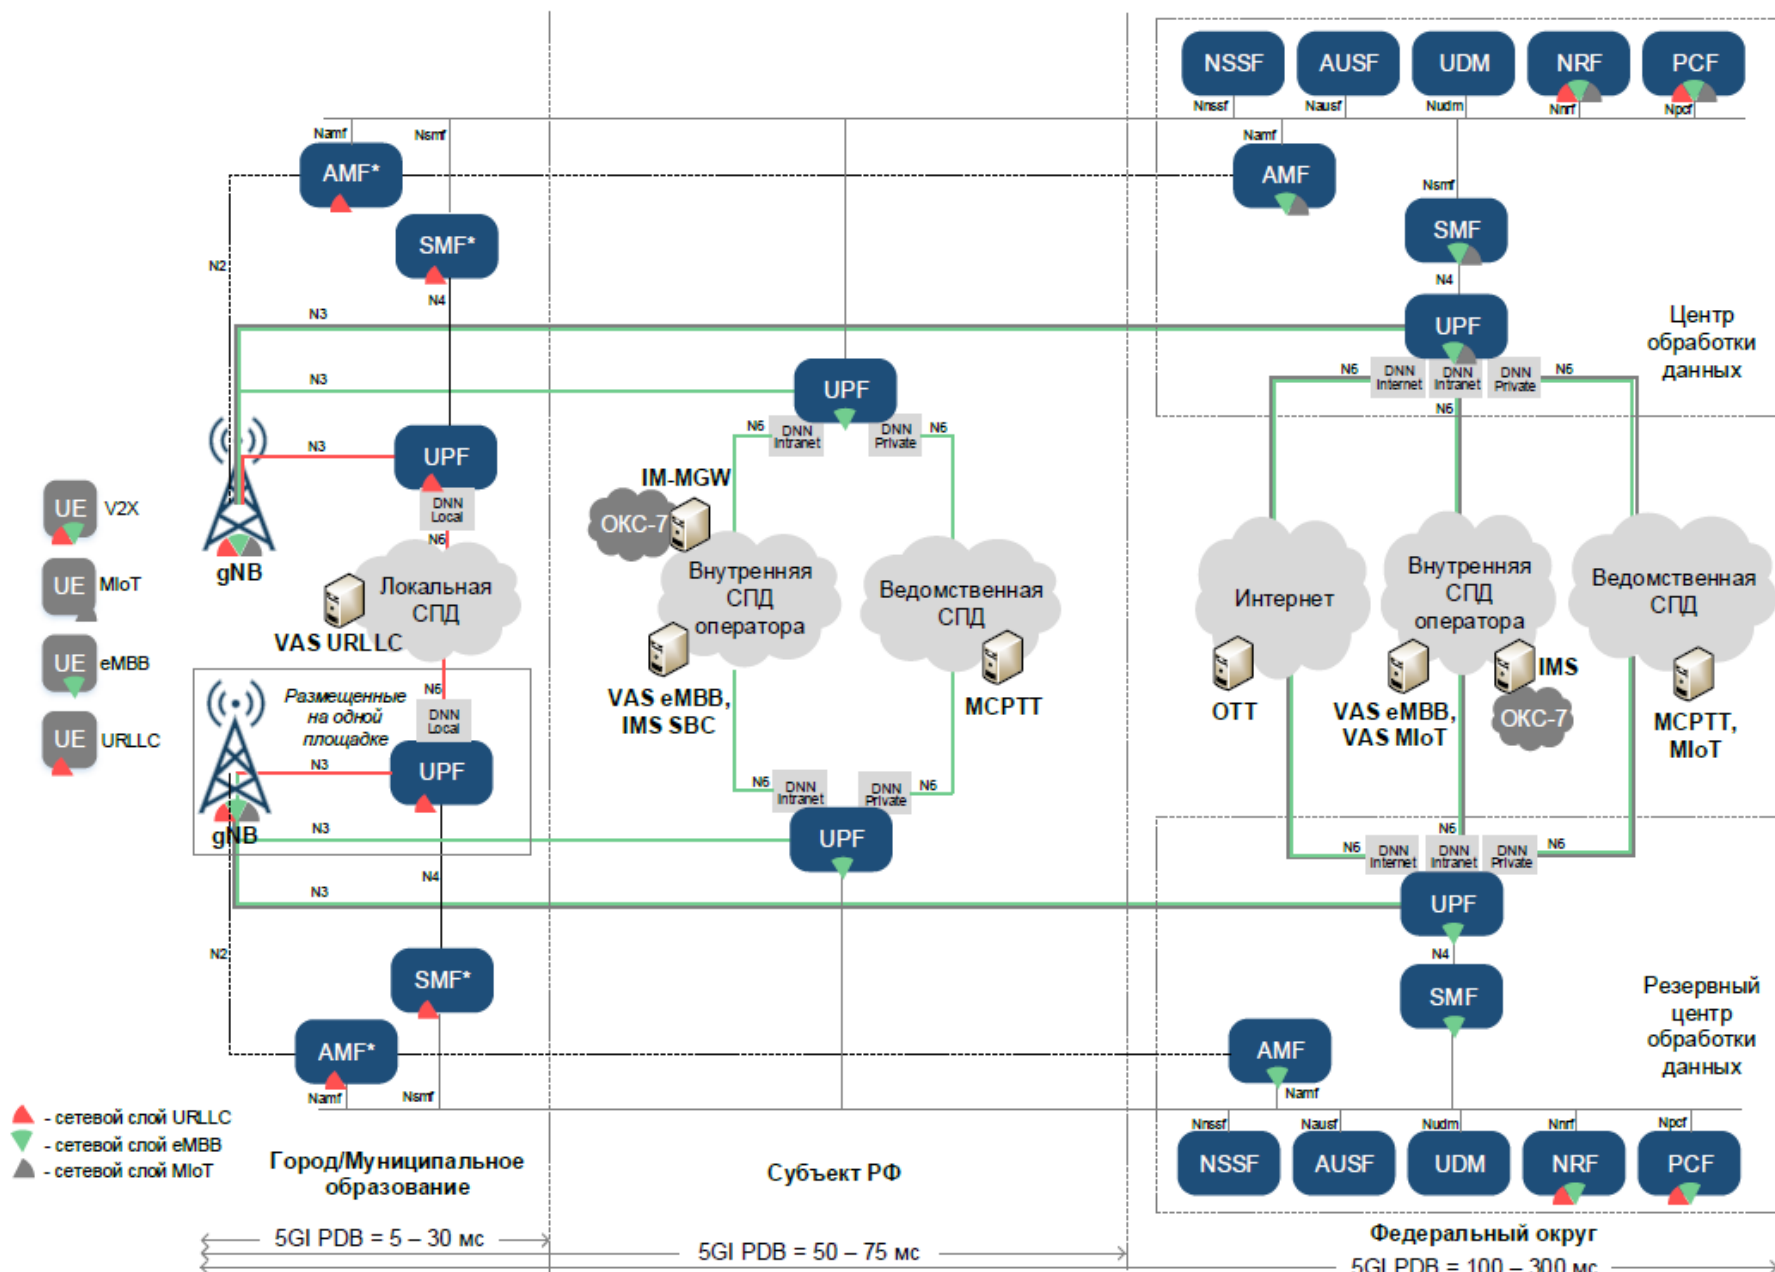 NSSF AUSF UDM NRF PCF
Nnssf Nausf Nudm Nnrf Npcf
Namf Nsmf Namf
AMF* AMF
Nsmf
SMF* SMF
N2
N4 N4
N3
UPF
Центр
обработки
данных
N3
UPF
N6 DNN Internet DNN Intranet DNN Private N6
N6
N6 DNN Intranet DNN Private N6
N3
UPF
IM-MGW
ОКС-7
DNN
Local
N6
UE V2X
gNB
UE MIoT
Локальная
СПД
VAS URLLC
Внутренняя
СПД
оператора
Ведомственная
СПД
Интернет
Внутренняя
СПД
оператора
Ведомственная
СПД
UE eMBB
UE URLLC
VAS eMBB,
IMS SBC
MCPTT
OTT
VAS eMBB,
VAS MIoT
IMS
ОКС-7
MCPTT,
MIoT
Размещенные
на одной
площадке
N6
DNN
Local
N3
UPF
gNB
N6 DNN Intranet DNN Private N6
N3
UPF
N6
N6 DNN Internet DNN Intranet DNN Private N6
N4
N3
UPF
N2
N4
SMF* SMF
Резервный
центр
обработки
данных
AMF* AMF
Namf Nsmf Namf
Nnssf Nausf Nudm Nnrf Npcf
NSSF AUSF UDM NRF PCF
- сетевой слой URLLC
- сетевой слой eMBB
- сетевой слой MIoT
Город/Муниципальное
образование
Субъект РФ
Федеральный округ
5GI PDB = 5 – 30 мс
5GI PDB = 50 – 75 мс
5GI PDB = 100 – 300 мс